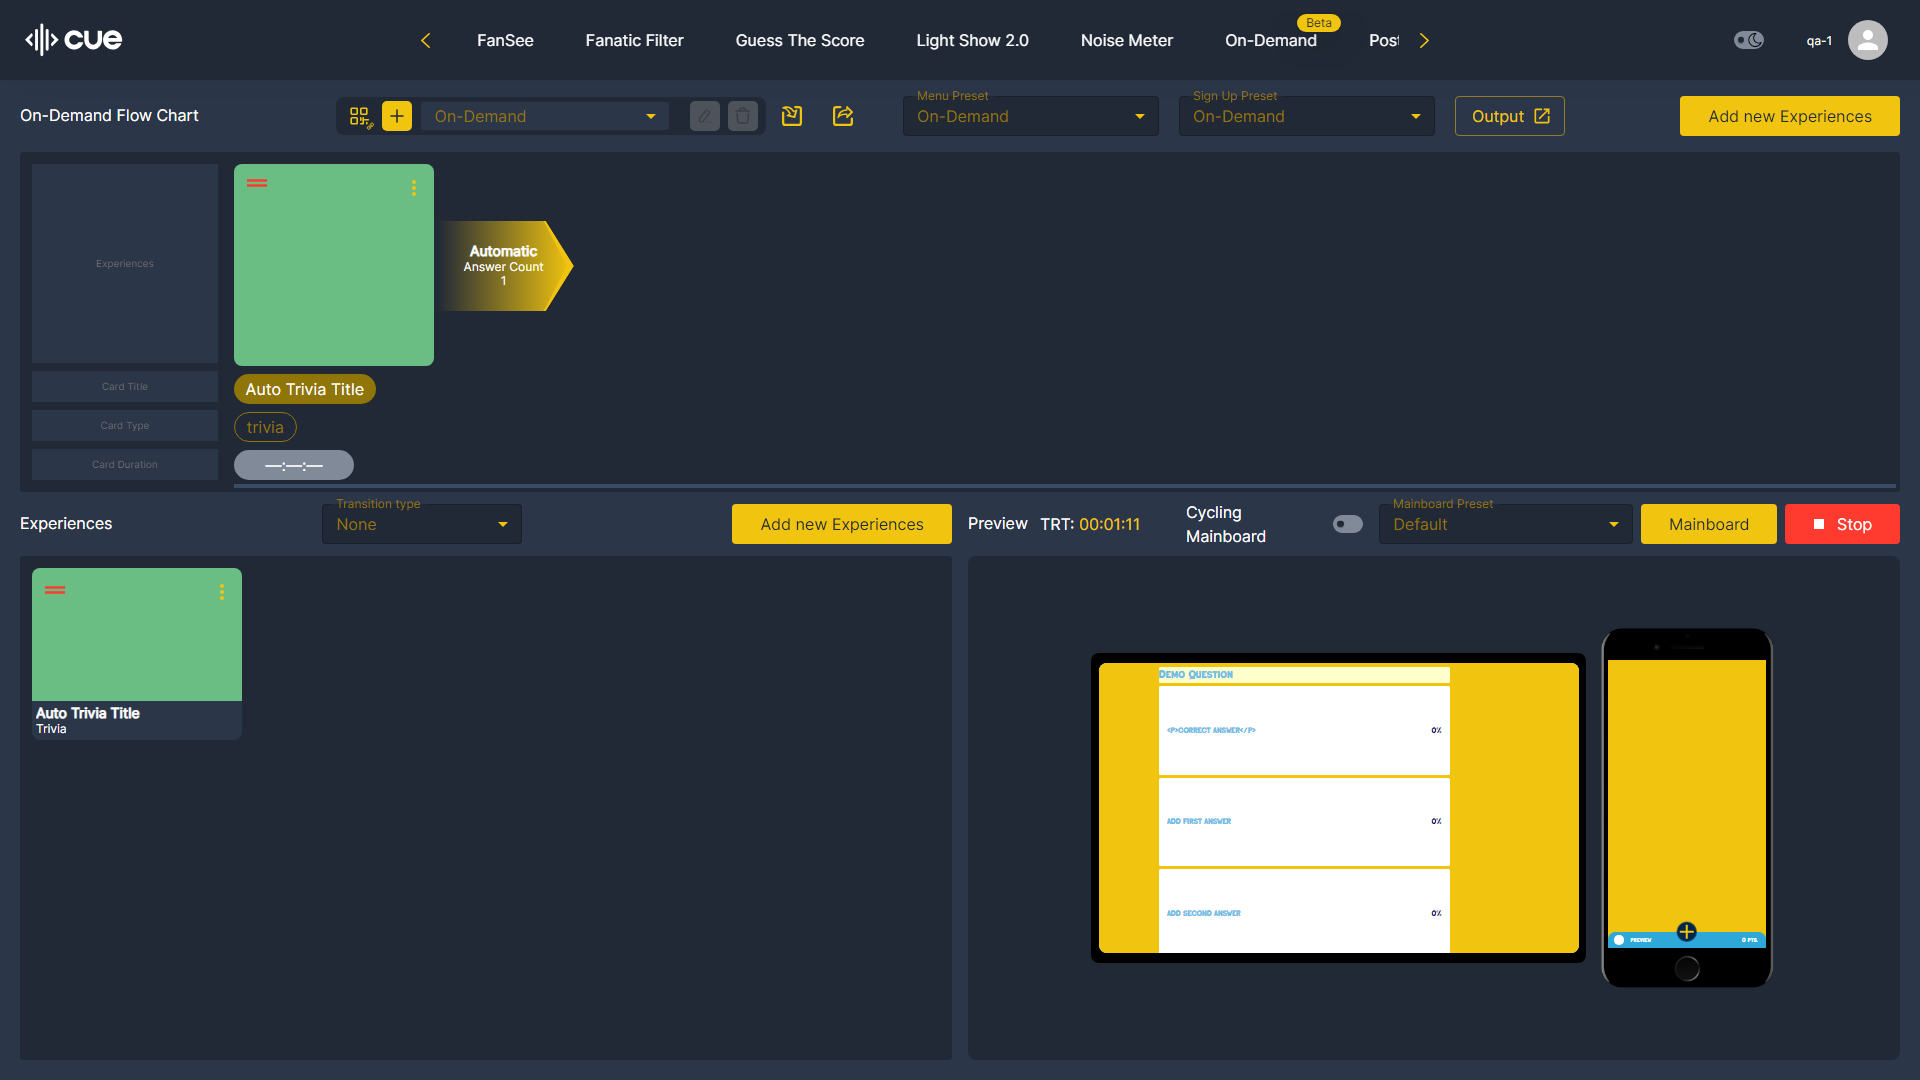 cue
FanSee
Fanatic Filter
Guess The Score
Light Show 2.0
Noise Meter
On-Demand
Beta
Pos
qa-1
On-Demand Flow Chart
On-Demand
Menu Preset
On-Demand
Sign Up Preset
On-Demand
Output
Add new Experiences
Experiences
Automatic
Answer Count
1
Card Title
Auto Trivia Title
Card Type
trivia
Card Duration
—:—:—
Experiences
Transition type
None
Add new Experiences
Preview
TRT: 00:01:11
Cycling
Mainboard
Mainboard Preset
Default
Mainboard
Stop
Auto Trivia Title
Trivia
Demo Question
<P>CORRECT ANSWER</P>
0%
ADD FIRST ANSWER
0%
ADD SECOND ANSWER
0%
PREVIEW
0 PTS.